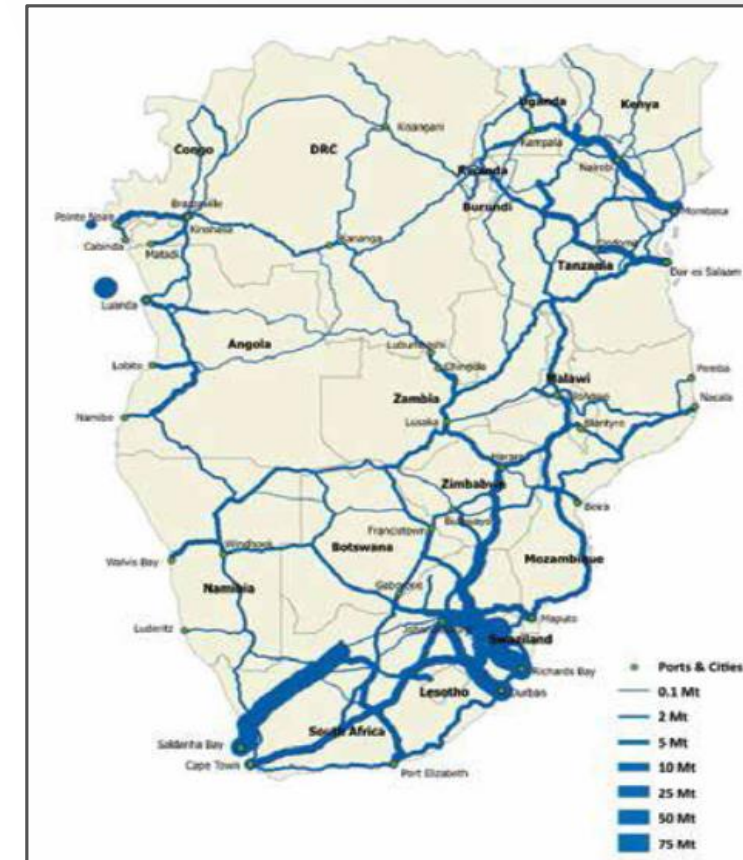 Uganda
Kenya
Kisangani
Congo
DRC
Kampala
Nairobi
Rwanda
Brazzaville
Burundi
Mombasa
Pointe Noire
Kinshasa
Cabinda
Matadi
Kananga
Dodoma
Tanzania
Dar es Salaam
Luanda
Angola
Lubumbashi
Lobito
Chingola
Pemba
Malawi
Zambia
Nacala
Namibe
Lusaka
Blantyre
Harare
Zimbabwe
Beira
Bulawayo
Francistown
Windhoek
Botswana
Walvis Bay
Mozambique
Gaborone
Namibia
Luderitz
Maputo
Swaziland
Ports & Cities
Richards Bay
0.1 Mt
Lesotho
Durban
2 Mt
South Africa
5 Mt
Saldanha Bay
10 Mt
Cape Town
Port Elizabeth
25 Mt
50 Mt
75 Mt